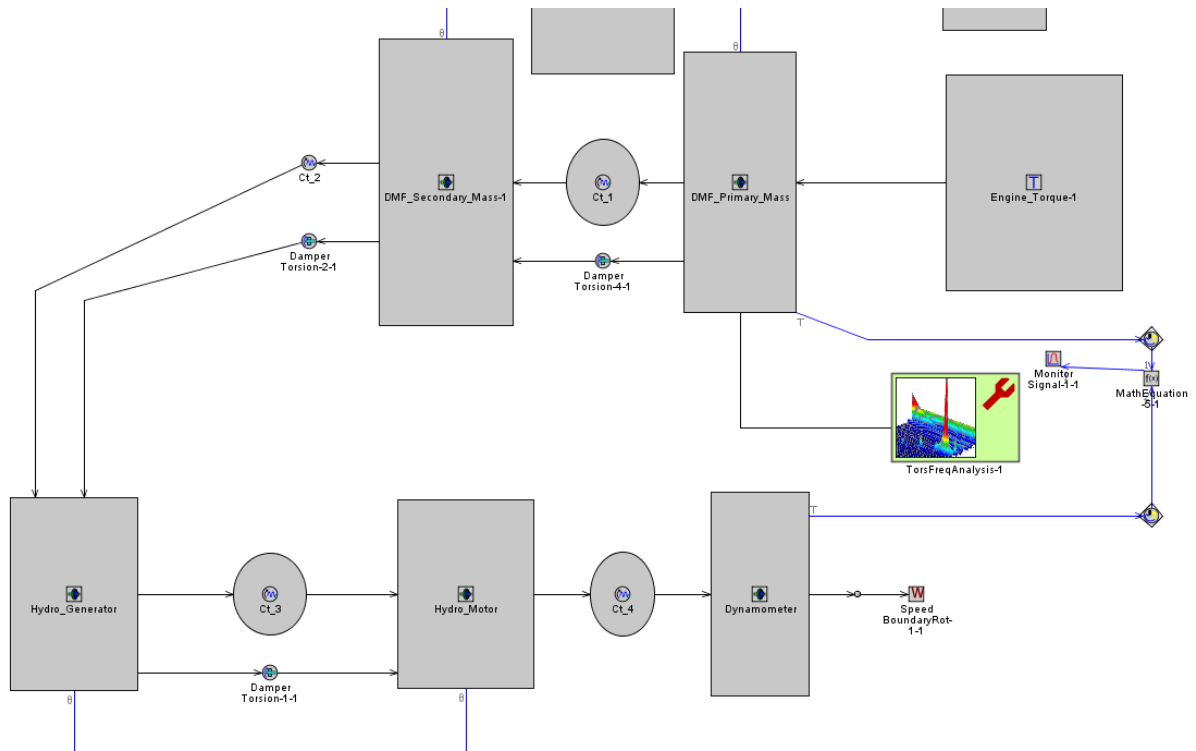 θ
θ
Ct_2
DMF_Secondary_Mass-1
Ct_1
DMF_Primary_Mass
T
Engine_Torque-1
Damper
Torsion-2-1
Damper
Torsion-4-1
T
Monitor
Signal-1-1
1
f(x)
MathEquation
-5-1
TorsFreqAnalysis-1
T
Hydro_Generator
Ct_3
Hydro_Motor
Ct_4
Dynamometer
W
Speed
BoundaryRot-
1-1
Damper
Torsion-1-1
θ
θ